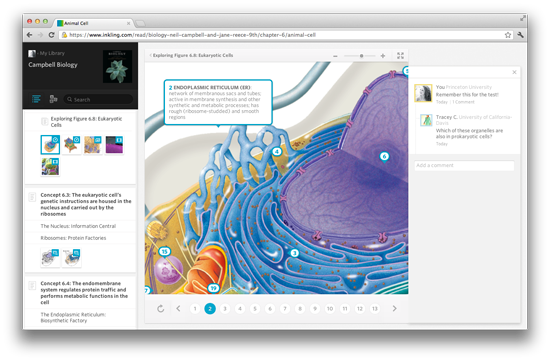 Animal Cell
https://www.inkling.com/read/biology-neil-campbell-and-jane-reece-9th/chapter-6/animal-cell
My Library
Campbell Biology
Search
Exploring Figure 6.8: Eukaryotic
Cells
Concept 6.3: The eukaryotic cell's
genetic instructions are housed in
the nucleus and carried out by the
ribosomes
The Nucleus: Information Central
Ribosomes: Protein Factories
Concept 6.4: The endomembrane
system regulates protein traffic and
performs metabolic functions in the
cell
The Endoplasmic Reticulum:
Biosynthetic Factory
Exploring Figure 6.8: Eukaryotic Cells
2 ENDOPLASMIC RETICULUM (ER):
network of membranous sacs and tubes;
active in membrane synthesis and other
synthetic and metabolic processes; has
rough (ribosome-studded) and smooth
regions
4
6
3
15
19
1 2 3 4 5 6 7 8 9 10 11 12 13
You Princeton University
Remember this for the test!
Today | Comment
Tracey C. University of California-
Davis
Which of these organelles are
also in prokaryotic cells?
Today
Add a comment